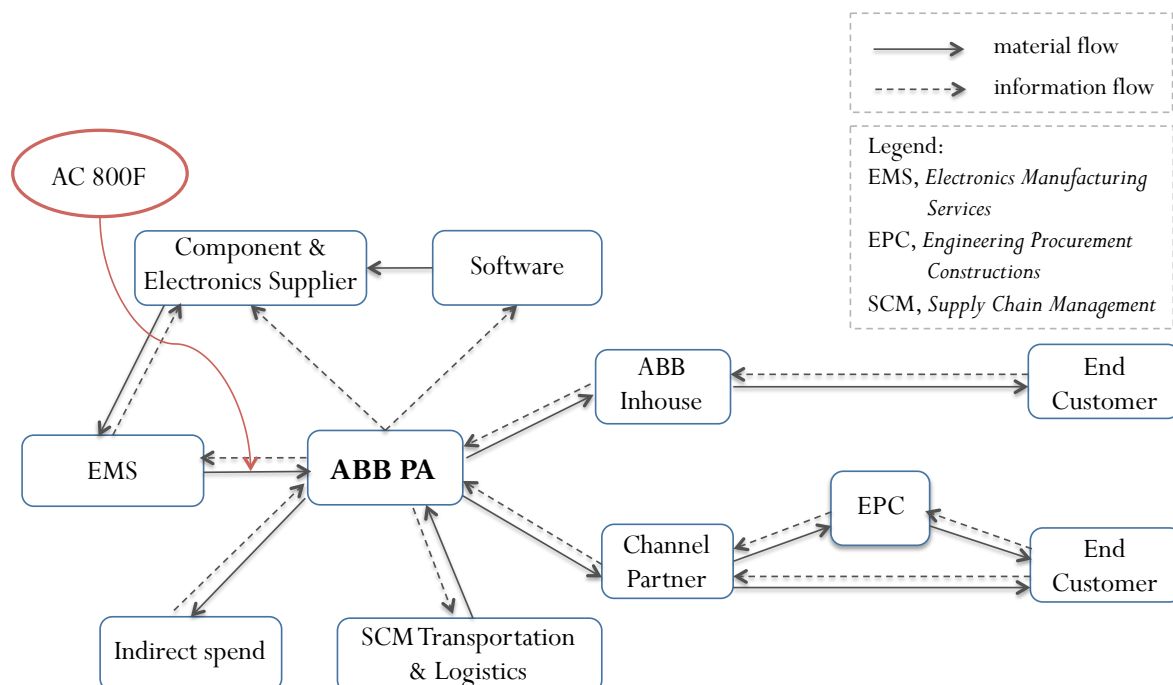 material flow
information flow
Legend:
EMS, Electronics Manufacturing
Services
EPC, Engineering Procurement
Constructions
SCM, Supply Chain Management
AC 800F
Component &
Electronics Supplier
Software
ABB
Inhouse
End
Customer
EMS
ABB PA
EPC
Channel
Partner
End
Customer
Indirect spend
SCM Transportation
& Logistics